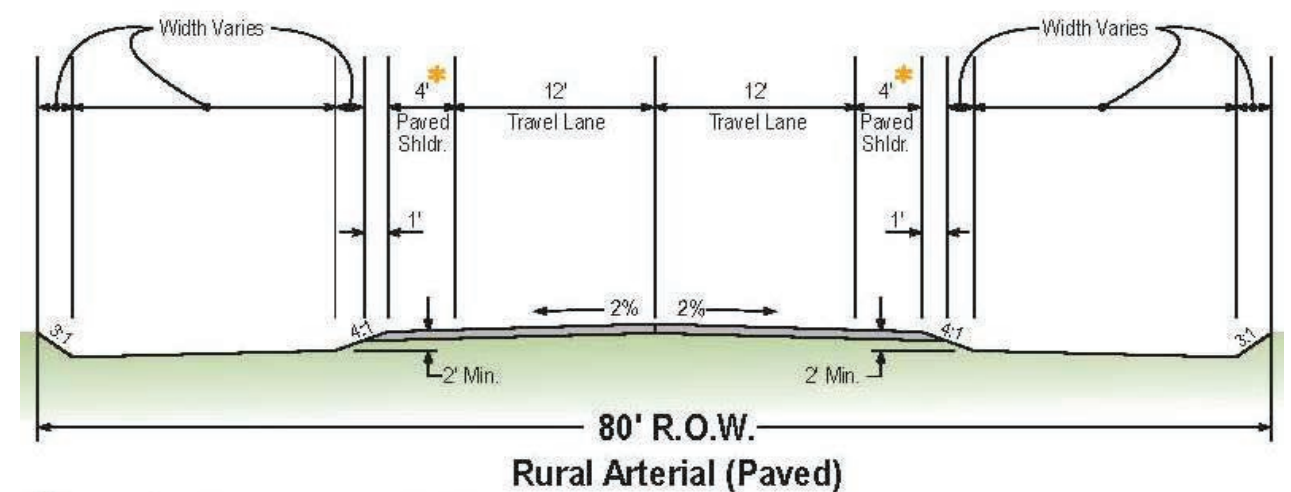 Width Varies
Width Varies
4'*
12'
12'
4'*
Paved
Shldr.
Travel Lane
Travel Lane
Paved
Shldr.
1'
1'
2%
2%
3:1
4:1
4:1
3:1
2' Min.
2' Min.
80' R.O.W.
Rural Arterial (Paved)